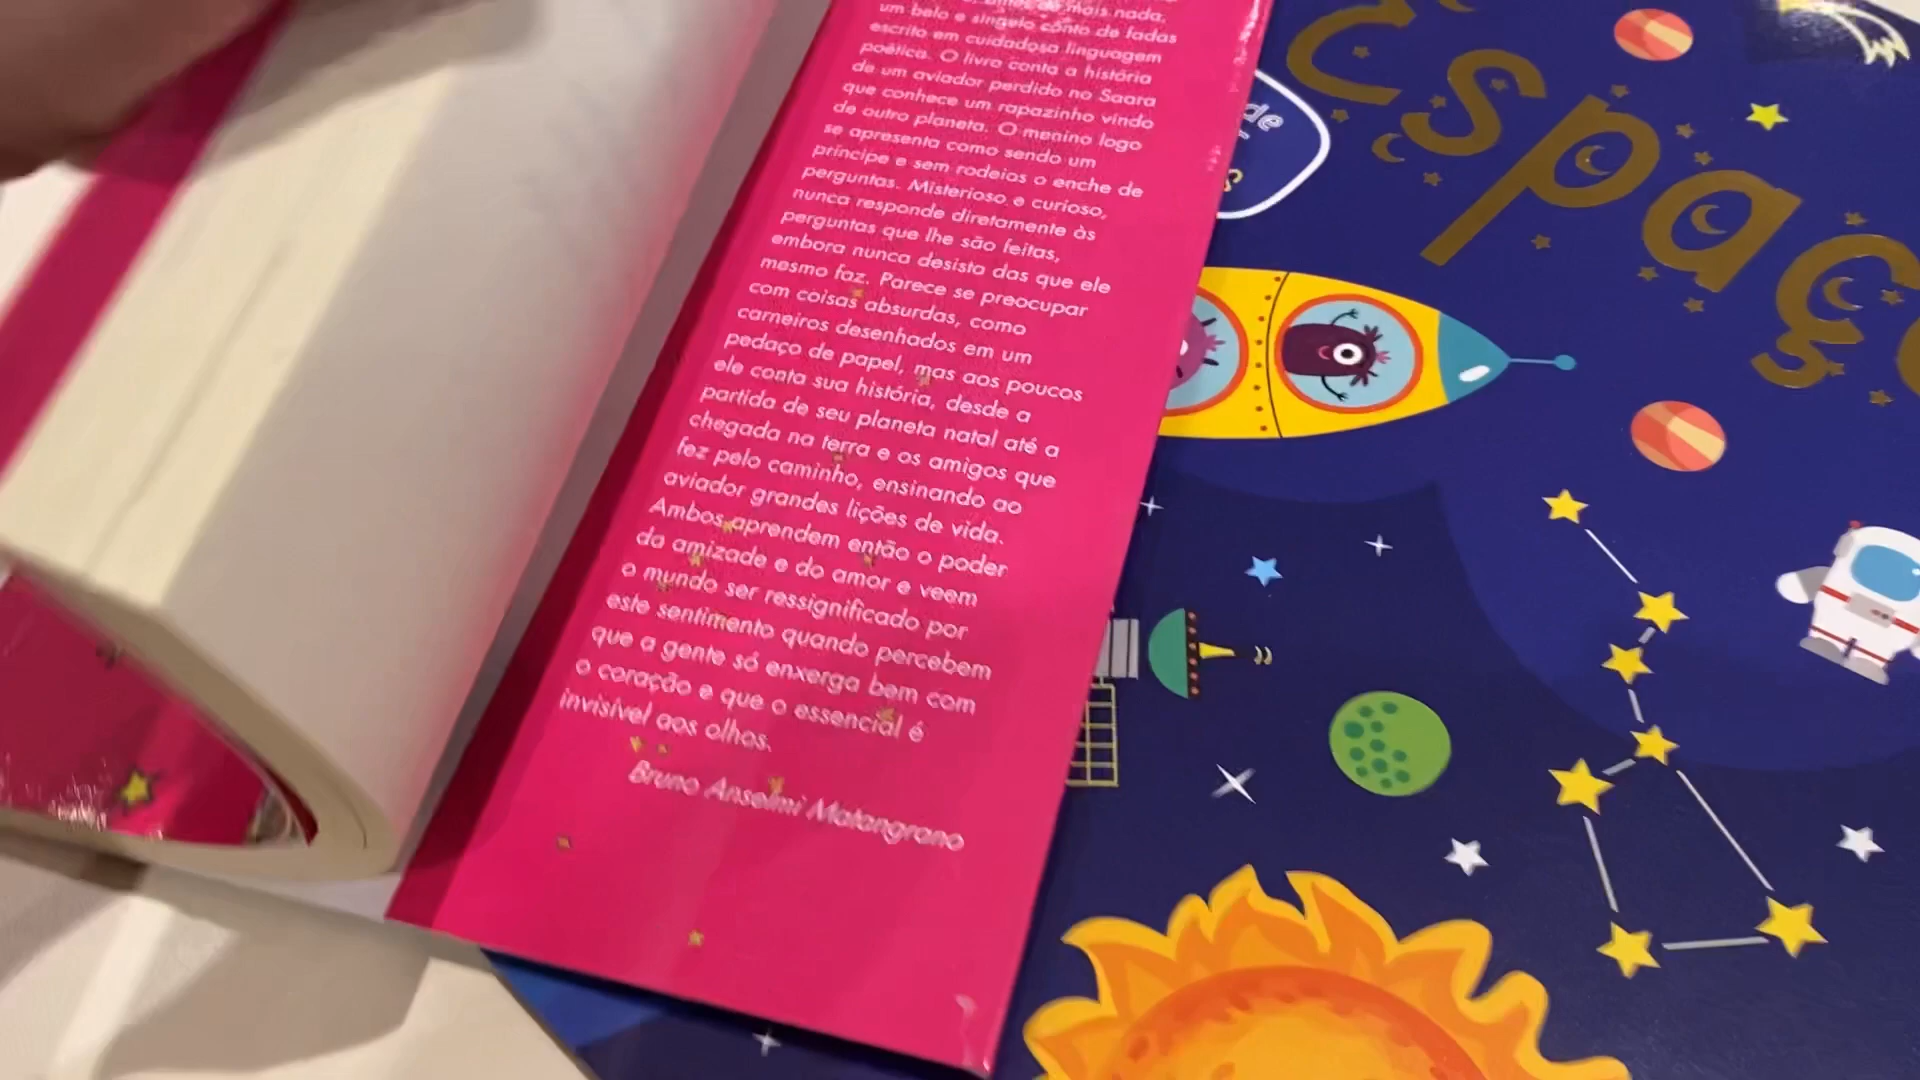 antes de mais nada,
um belo e singelo conto de fadas
escrito em cuidadosa linguagem
poética. O livro conta a história
de um aviador perdido no Saara
que conhece um rapazinho vindo
de outro planeta. O menino logo
se apresenta como sendo um
príncipe e sem rodeios o enche de
perguntas. Misterioso e curioso,
nunca responde diretamente às
perguntas que lhe são feitas,
embora nunca desista das que ele
mesmo faz. Parece se preocupar
com coisas absurdas, como
carneiros desenhados em um
pedaço de papel, mas aos poucos
ele conta sua história, desde a
partida de seu planeta natal até a
chegada na terra e os amigos que
fez pelo caminho, ensinando ao
aviador grandes lições de vida.
Ambos aprendem então o poder
da amizade e do amor e veem
o mundo ser ressignificado por
este sentimento quando percebem
que a gente só enxerga bem com
o coração e que o essencial é
invisível aos olhos.
Bruno Anselmi Matangrano
Espaç
de